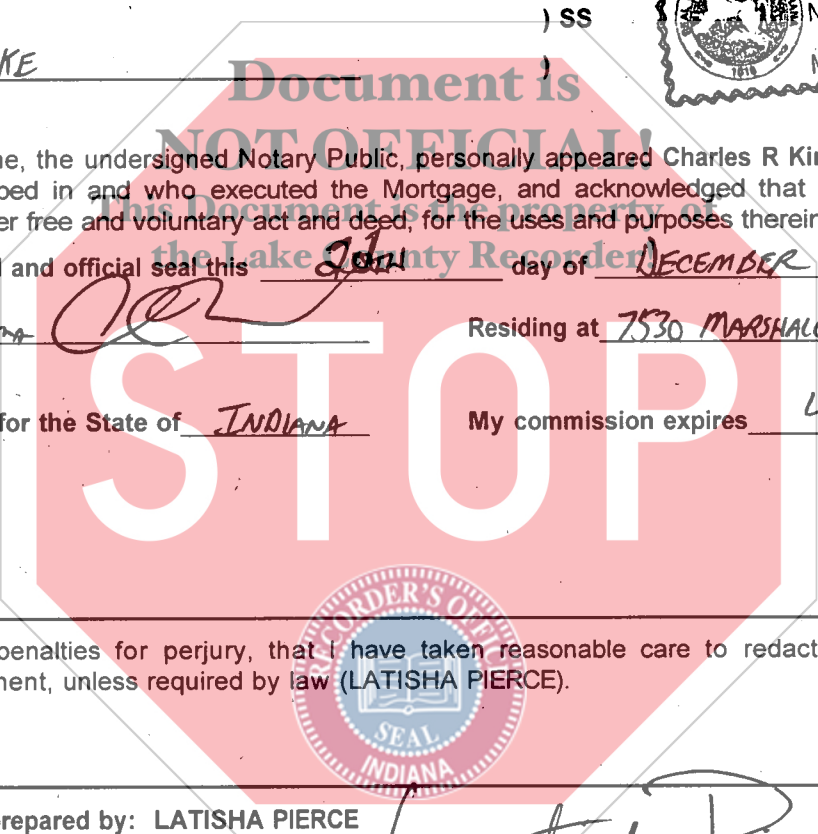 ) SS
KE
)
Document is
NOT OFFICIAL!
ne, the undersigned Notary Public, personally appeared Charles R Kin
bed in and who executed the Mortgage, and acknowledged that
er free and voluntary act and deed, for the uses and purposes therein
This Document is the property of
the Lake County Recorder!
d and official seal this day of DECEMBER
Residing at 7530 MARSHALL
for the State of INDIANA My commission expires
STOP
RECORDER'S OFFICE
SEAL
INDIANA
penalties for perjury, that I have taken reasonable care to redact
ment, unless required by law (LATISHA PIERCE).
prepared by: LATISHA PIERCE